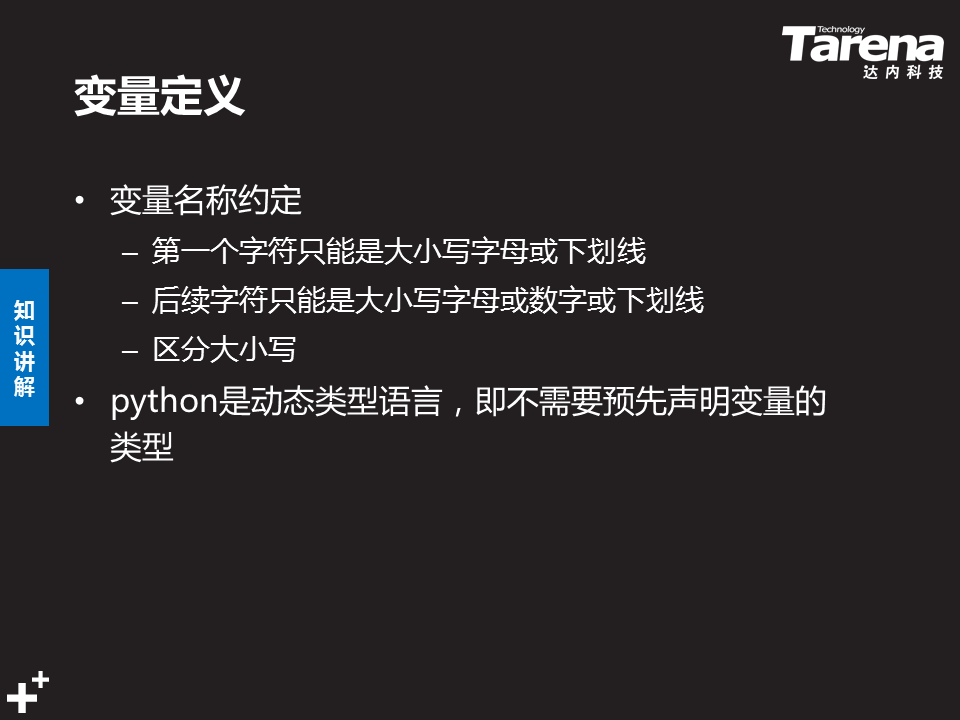 Technology
Tarena
达内科技
变量定义
• 变量名称约定
– 第一个字符只能是大小写字母或下划线
– 后续字符只能是大小写字母或数字或下划线
– 区分大小写
• python是动态类型语言，即不需要预先声明变量的
类型
知
识
讲
解